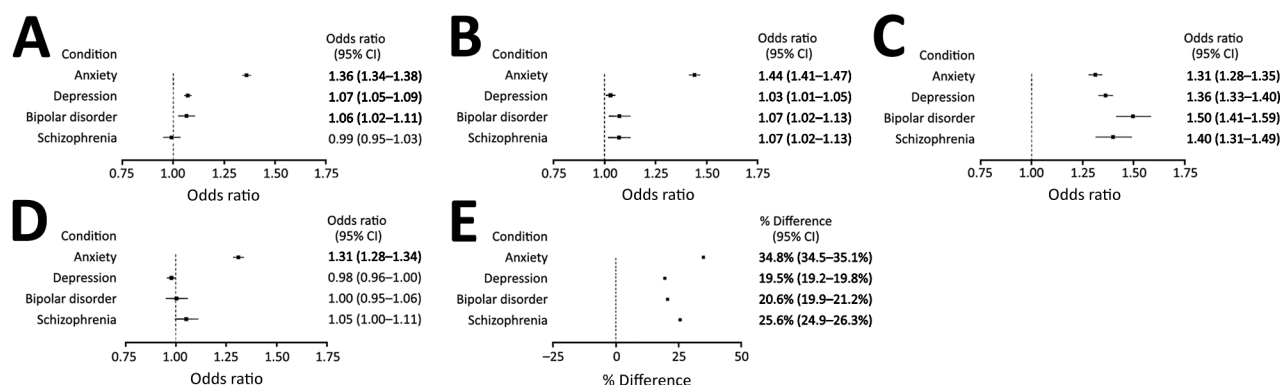 A
Condition
Odds ratio
(95% CI)
Anxiety 1.36 (1.34–1.38)
Depression 1.07 (1.05–1.09)
Bipolar disorder 1.06 (1.02–1.11)
Schizophrenia 0.99 (0.95–1.03)
0.75 1.00 1.25 1.50 1.75
Odds ratio
B
Condition
Odds ratio
(95% CI)
Anxiety 1.44 (1.41–1.47)
Depression 1.03 (1.01–1.05)
Bipolar disorder 1.07 (1.02–1.13)
Schizophrenia 1.07 (1.02–1.13)
0.75 1.00 1.25 1.50 1.75
Odds ratio
C
Condition
Odds ratio
(95% CI)
Anxiety 1.31 (1.28–1.35)
Depression 1.36 (1.33–1.40)
Bipolar disorder 1.50 (1.41–1.59)
Schizophrenia 1.40 (1.31–1.49)
0.75 1.00 1.25 1.50 1.75
Odds ratio
D
Condition
Odds ratio
(95% CI)
Anxiety 1.31 (1.28–1.34)
Depression 0.98 (0.96–1.00)
Bipolar disorder 1.00 (0.95–1.06)
Schizophrenia 1.05 (1.00–1.11)
0.75 1.00 1.25 1.50 1.75
Odds ratio
E
Condition
% Difference
(95% CI)
Anxiety 34.8% (34.5–35.1%)
Depression 19.5% (19.2–19.8%)
Bipolar disorder 20.6% (19.9–21.2%)
Schizophrenia 25.6% (24.9–26.3%)
–25 0 25 50
% Difference